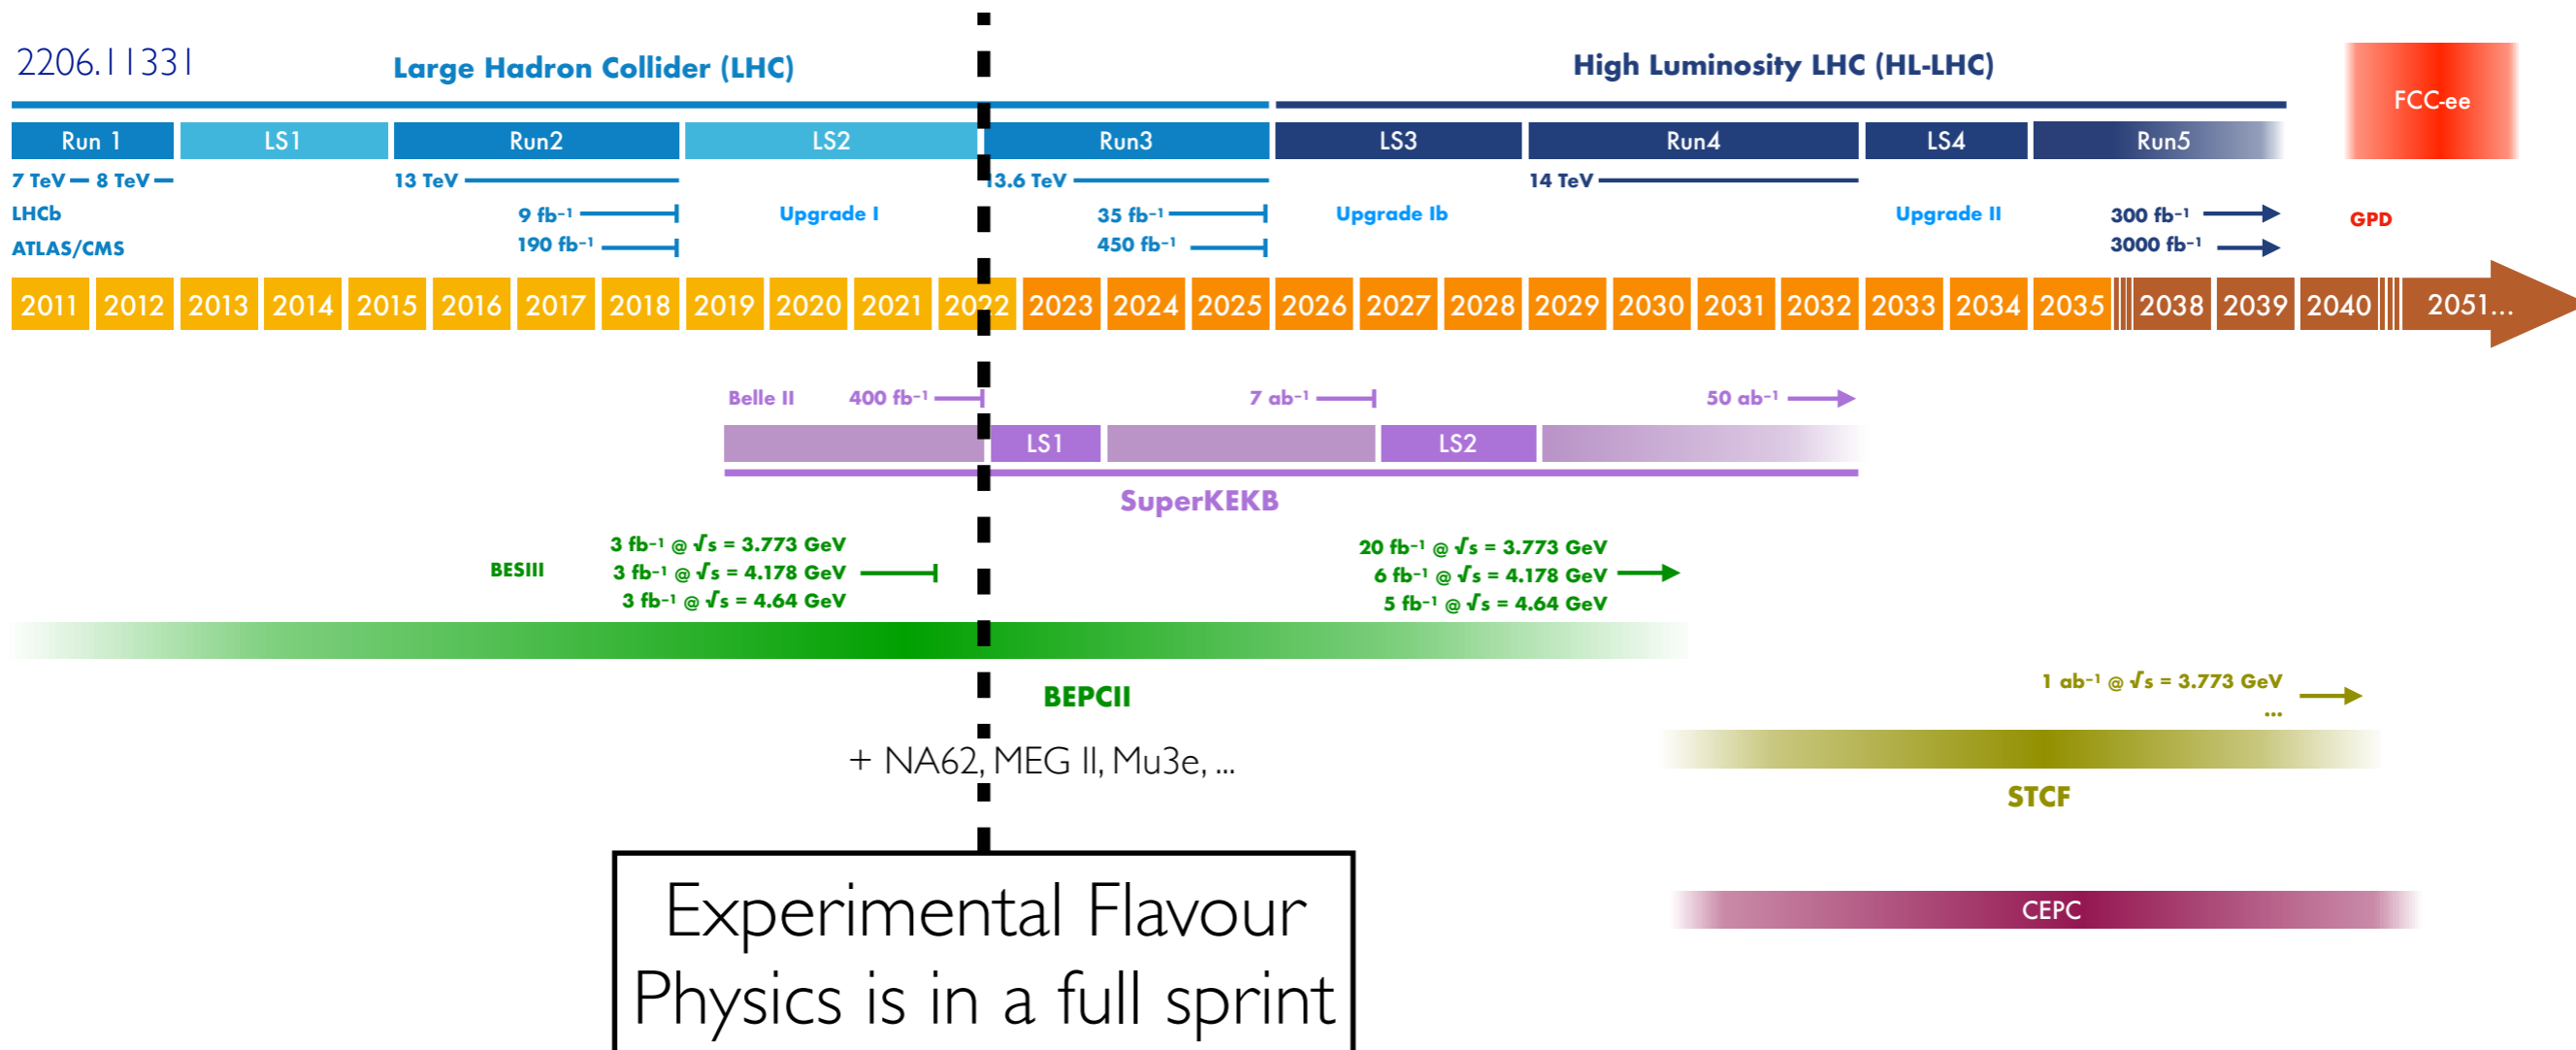 2206.11331
Large Hadron Collider (LHC)
High Luminosity LHC (HL-LHC)
FCC-ee
Run 1 LS1 Run2 LS2 Run3 LS3 Run4 LS4 Run5
7 TeV 8 TeV 13 TeV 13.6 TeV 14 TeV
LHCb 9 fb⁻¹ Upgrade I 35 fb⁻¹ Upgrade Ib Upgrade II 300 fb⁻¹ GPD
ATLAS/CMS 190 fb⁻¹ 450 fb⁻¹ 3000 fb⁻¹
2011 2012 2013 2014 2015 2016 2017 2018 2019 2020 2021 2022 2023 2024 2025 2026 2027 2028 2029 2030 2031 2032 2033 2034 2035 2038 2039 2040 2051...
Belle II 400 fb⁻¹ 7 ab⁻¹ 50 ab⁻¹
LS1 LS2
SuperKEKB
BESIII
3 fb⁻¹ @ √s = 3.773 GeV
3 fb⁻¹ @ √s = 4.178 GeV
3 fb⁻¹ @ √s = 4.64 GeV
20 fb⁻¹ @ √s = 3.773 GeV
6 fb⁻¹ @ √s = 4.178 GeV
5 fb⁻¹ @ √s = 4.64 GeV
BEPCII
1 ab⁻¹ @ √s = 3.773 GeV
...
STCF
+ NA62, MEG II, Mu3e, ...
CEPC
Experimental Flavour
Physics is in a full sprint